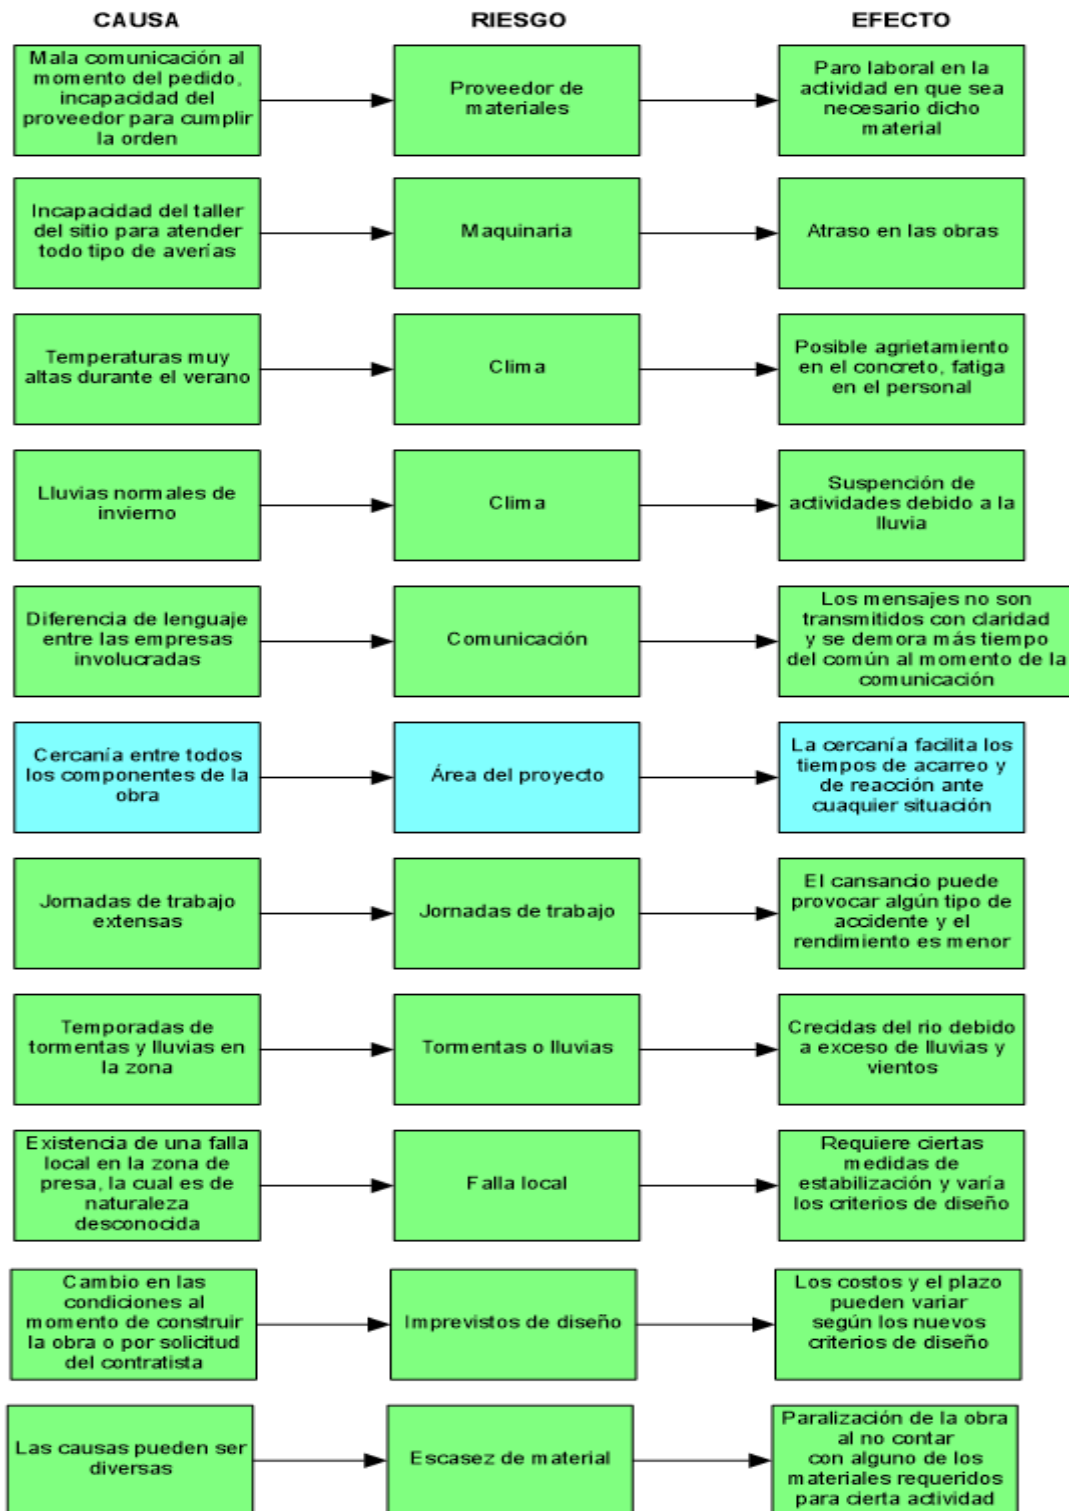 CAUSA
RIESGO
EFECTO
Mala comunicación al
momento del pedido,
incapacidad del
proveedor para cumplir
la orden
Proveedor de
materiales
Paro laboral en la
actividad en que sea
necesario dicho
material
Incapacidad del taller
del sitio para atender
todo tipo de averías
Maquinaria
Atraso en las obras
Temperaturas muy
altas durante el verano
Clima
Posible agrietamiento
en el concreto, fatiga
en el personal
Lluvias normales de
invierno
Clima
Suspención de
actividades debido a la
lluvia
Diferencia de lenguaje
entre las empresas
involucradas
Comunicación
Los mensajes no son
transmitidos con claridad
y se demora más tiempo
del común al momento de la
comunicación
Cercanía entre todos
los componentes de la
obra
Área del proyecto
La cercanía facilita los
tiempos de acarreo y
de reacción ante
cuaquier situación
Jornadas de trabajo
extensas
Jornadas de trabajo
El cansancio puede
provocar algún tipo de
accidente y el
rendimiento es menor
Temporadas de
tormentas y lluvias en
la zona
Tormentas o lluvias
Crecidas del rio debido
a exceso de lluvias y
vientos
Existencia de una falla
local en la zona de
presa, la cual es de
naturaleza
desconocida
Falla local
Requiere ciertas
medidas de
estabilización y varía
los criterios de diseño
Cambio en las
condiciones al
momento de construir
la obra o por solicitud
del contratista
Imprevistos de diseño
Los costos y el plazo
pueden variar
según los nuevos
criterios de diseño
Las causas pueden ser
diversas
Escasez de material
Paralización de la obra
al no contar
con alguno de los
materiales requeridos
para cierta actividad